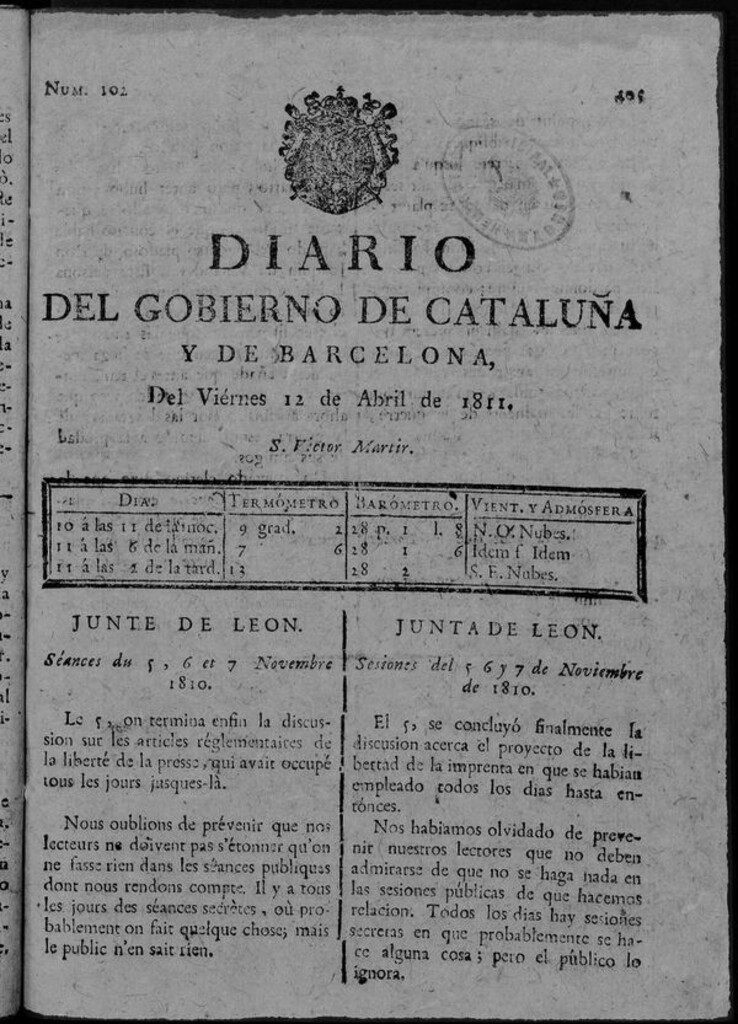 NUM. 102
405
DIARIO
DEL GOBIERNO DE CATALUÑA
Y DE BARCELONA,
Del Viérnes 12 de Abril de 1811.
S. Víctor Martir.
DIA. TERMÓMETRO BARÓMETRO. VIENT. Y ADMÓSFERA
10 á las 11 de la noc. 9 grad. 2 28 p. 1 l. 8 N. O. Nubes.
11 á las 6 de la mañ. 7 6 28 1 6 Idem f Idem
11 á las 2 de la tard. 13 28 2 S. E. Nubes.
JUNTE DE LEON.
Séances du 5, 6 et 7 Novembre
1810.
Le 5, on termina enfin la discus-
sion sur les articles réglementaires de
la liberté de la presse, qui avait occupé
tous les jours jusques-là.
Nous oublions de prévenir que nos
lecteurs ne doivent pas s'étonner qu'on
ne fasse rien dans les séances publiques
dont nous rendons compte. Il y a tous
les jours des séances secrètes, où pro-
bablement on fait quelque chose; mais
le public n'en sait rien.
JUNTA DE LEON.
Sesiones del 5 6 y 7 de Noviembre
de 1810.
El 5, se concluyó finalmente la
discusion acerca el proyecto de la li-
bertad de la imprenta en que se habian
empleado todos los dias hasta en-
tónces.
Nos habiamos olvidado de preve-
nir nuestros lectores que no deben
admirarse de que no se haga nada en
las sesiones públicas de que hacemos
relacion. Todos los dias hay sesiones
secretas en que probablemente se ha-
ce alguna cosa; pero el público lo
ignora.